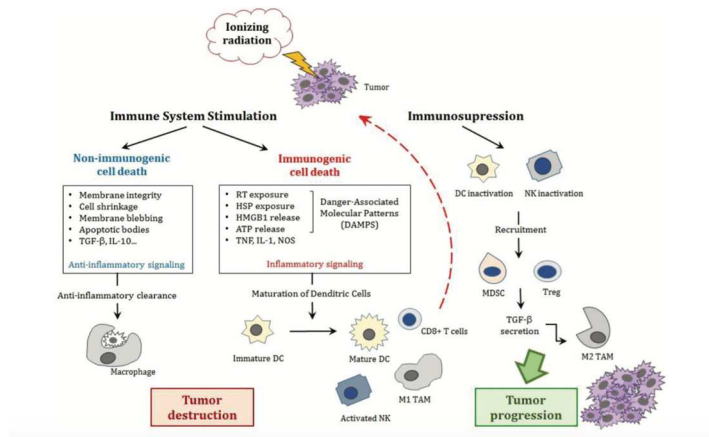 Ionizing
radiation
Tumor
Immune System Stimulation
Immunosupression
Non-immunogenic
cell death
• Membrane integrity
• Cell shrinkage
• Membrane blebbing
• Apoptotic bodies
• TGF-β, IL-10...
Anti-inflammatory signaling
Anti-inflammatory clearance
Macrophage
Immunogenic
cell death
• RT exposure
• HSP exposure
• HMGB1 release
• ATP release
• TNF, IL-1, NOS
Danger-Associated
Molecular Patterns
(DAMPS)
Inflammatory signaling
Maturation of Denditric Cells
Immature DC
Mature DC
CD8+ T cells
Activated NK
M1 TAM
Tumor
destruction
DC inactivation
NK inactivation
Recruitment
MDSC
Treg
TGF-β
secretion
M2 TAM
Tumor
progression